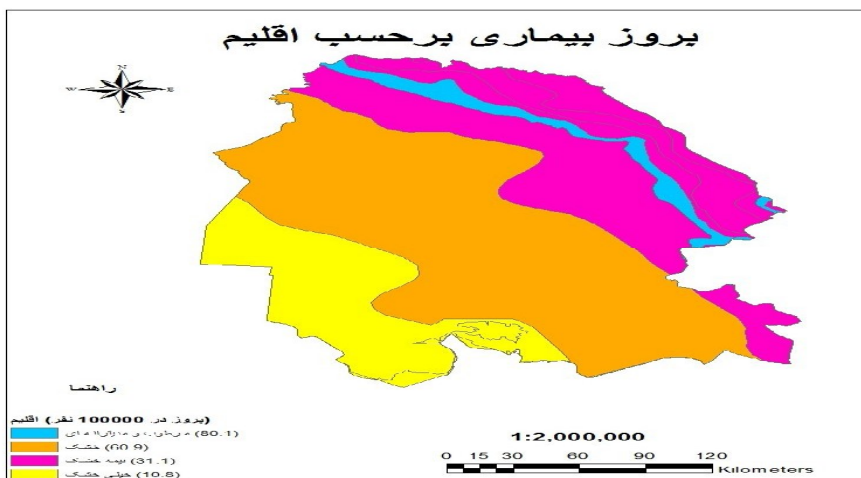 بروز بیماری برحسب اقلیم
N
W E
S
راهنما
(بروز در 100000 نفر) اقلیم
(80.1)
(60.9) خشک
(31.1) نیمه خشک
(10.8) خیلی خشک
1:2,000,000
0 15 30 60 90 120
Kilometers